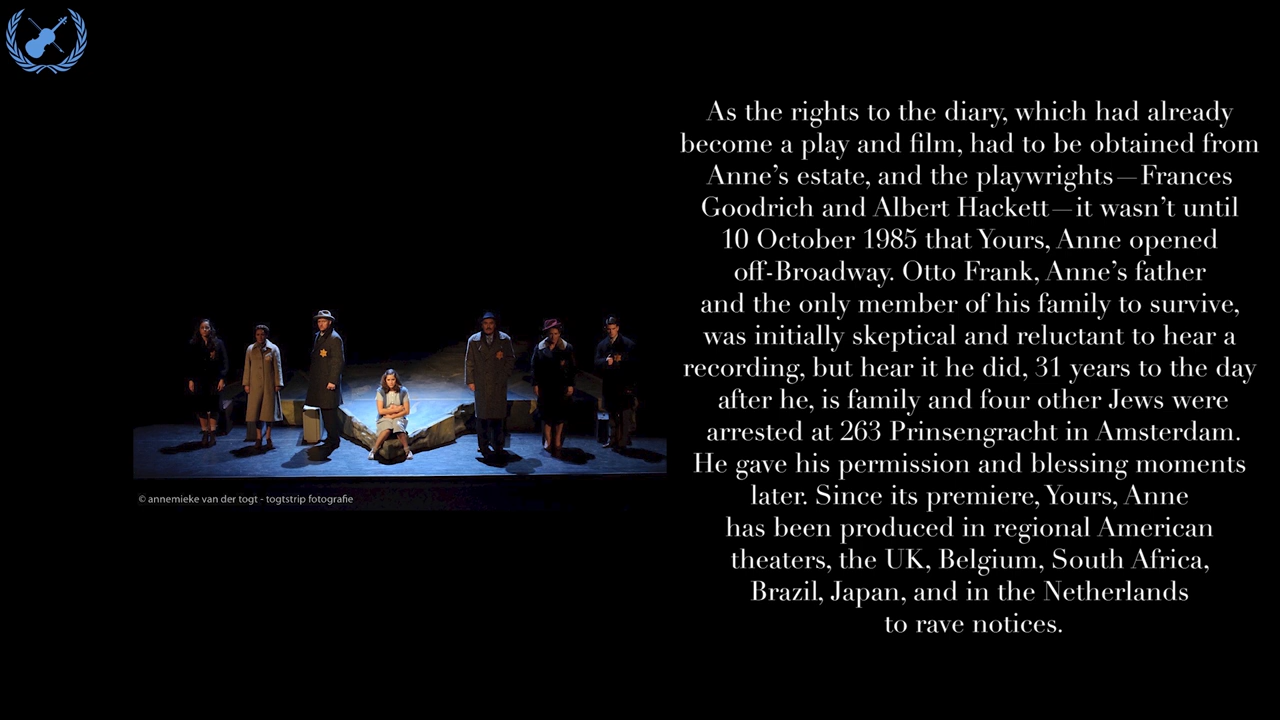 As the rights to the diary, which had already
become a play and film, had to be obtained from
Anne's estate, and the playwrights—Frances
Goodrich and Albert Hackett—it wasn't until
10 October 1985 that Yours, Anne opened
off-Broadway. Otto Frank, Anne's father
and the only member of his family to survive,
was initially skeptical and reluctant to hear a
recording, but hear it he did, 31 years to the day
after he, is family and four other Jews were
arrested at 263 Prinsengracht in Amsterdam.
He gave his permission and blessing moments
later. Since its premiere, Yours, Anne
has been produced in regional American
theaters, the UK, Belgium, South Africa,
Brazil, Japan, and in the Netherlands
to rave notices.
© annemieke van der togt - togtstrip fotografie